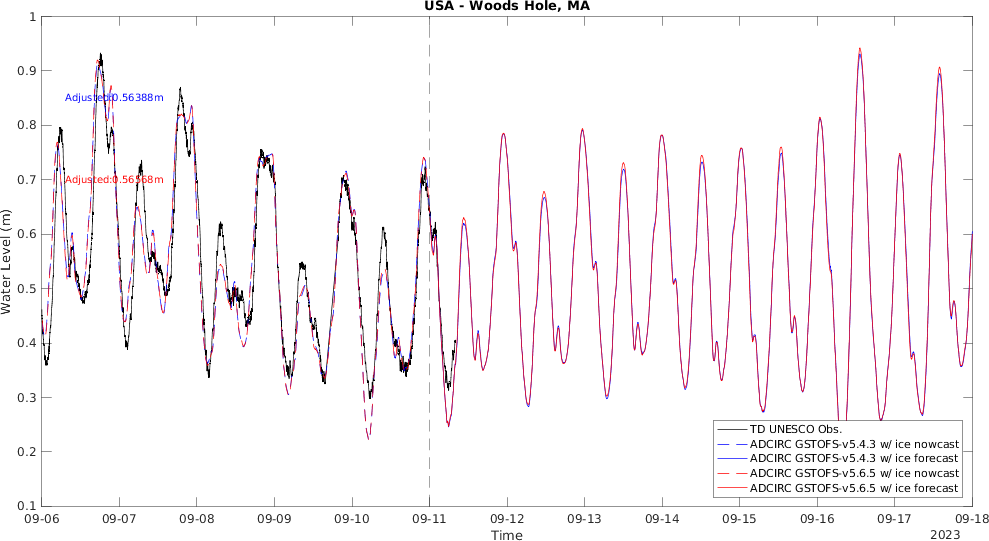 USA - Woods Hole, MA
1
0.9
0.8
0.7
0.6
0.5
0.4
0.3
0.2
0.1
Water Level (m)
Adjusted:0.56388m
Adjusted:0.56568m
TD UNESCO Obs.
ADCIRC GSTOFS-v5.4.3 w/ ice nowcast
ADCIRC GSTOFS-v5.4.3 w/ ice forecast
ADCIRC GSTOFS-v5.6.5 w/ ice nowcast
ADCIRC GSTOFS-v5.6.5 w/ ice forecast
09-06 09-07 09-08 09-09 09-10 09-11 09-12 09-13 09-14 09-15 09-16 09-17 09-18
Time
2023